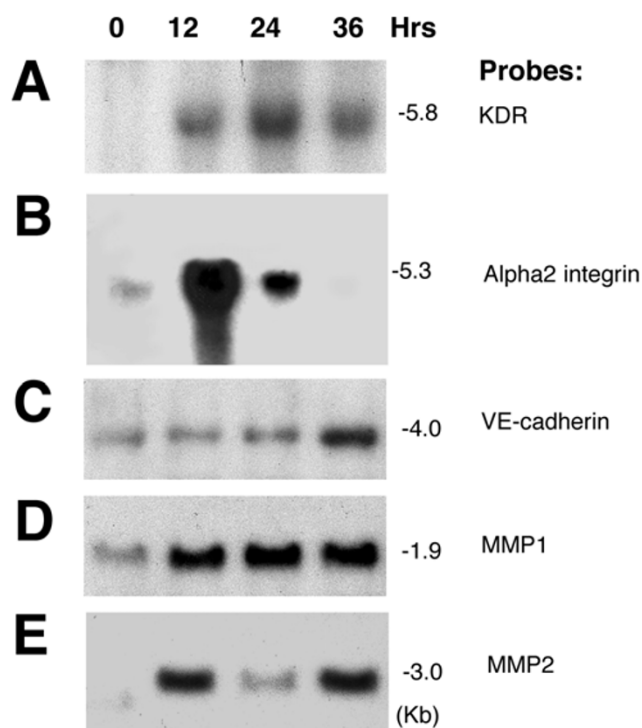 0 12 24 36 Hrs
A Probes:
-5.8 KDR
B
-5.3 Alpha2 integrin
C
-4.0 VE-cadherin
D
-1.9 MMP1
E
-3.0 MMP2
(Kb)